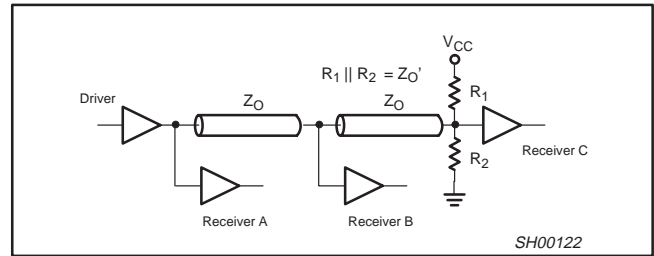 VCC
R1 || R2 = ZO'
Driver
ZO
ZO
R1
R2
Receiver C
Receiver A
Receiver B
SH00122